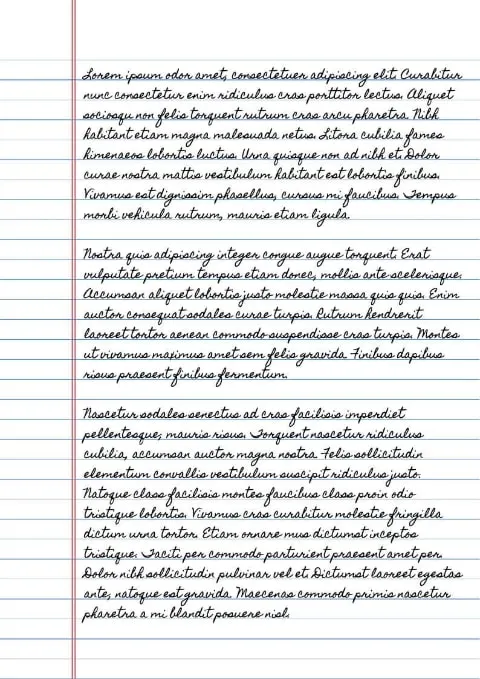 Lorem ipsum odor amet, consectetuer adipiscing elit. Curabitur
nunc consectetur enim ridiculus cras porttitor lectus. Aliquet
sociosqu non felis torquent rutrum cras arcu pharetra. Nibh
habitant etiam magna malesuada netus. Litora cubilia fames
himenaeos lobortis luctus. Urna quisque non ad nibh et. Dolor
curae nostra mattis vestibulum habitant est lobortis finibus.
Vivamus est dignissim phasellus, cursus mi faucibus. Tempus
morbi vehicula rutrum, mauris etiam ligula.

Nostra quis adipiscing integer congue augue torquent. Erat
vulputate pretium tempus etiam donec, mollis ante scelerisque.
Accumsan aliquet lobortis justo molestie massa quis quis. Enim
auctor consequat sodales curae turpis. Rutrum hendrerit
laoreet tortor aenean commodo suspendisse cras turpis. Montes
ut vivamus maximus amet sem felis gravida. Finibus dapibus
risus praesent finibus fermentum.

Nascetur sodales senectus ad cras facilisis imperdiet
pellentesque; mauris risus. Torquent nascetur ridiculus
cubilia, accumsan auctor magna nostra. Felis sollicitudin
elementum convallis vestibulum suscipit ridiculus justo.
Natoque class facilisis montes faucibus class proin odio
tristique lobortis. Vivamus cras curabitur molestie fringilla
dictum urna tortor. Etiam ornare mus dictumst inceptos
tristique. Taciti per commodo parturient praesent amet per.
Dolor nibh sollicitudin pulvinar vel et. Dictumst laoreet egestas
ante, natoque est gravida. Maecenas commodo primis nascetur
pharetra a mi blandit posuere nisl.